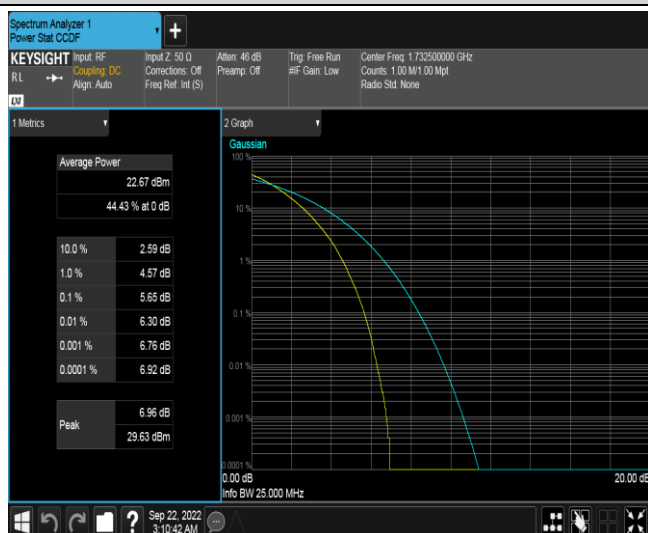 Spectrum Analyzer 1
Power Stat CCDF
+
KEYSIGHT
RL
LXI
Input: RF
Coupling: DC
Align: Auto
Input Z: 50 Ω
Corrections: Off
Freq Ref: Int (S)
Atten: 46 dB
Preamp: Off
Trig: Free Run
#IF Gain: Low
Center Freq: 1.732500000 GHz
Counts: 1.00 M/1.00 Mpt
Radio Std: None
1 Metrics
Average Power
22.67 dBm
44.43 % at 0 dB
10.0 % 2.59 dB
1.0 % 4.57 dB
0.1 % 5.65 dB
0.01 % 6.30 dB
0.001 % 6.76 dB
0.0001 % 6.92 dB
Peak
6.96 dB
29.63 dBm
2 Graph
Gaussian
100 %
10 %
1 %
0.1 %
0.01 %
0.001 %
0.0001 %
0.00 dB
20.00 dB
Info BW 25.000 MHz
?
Sep 22, 2022
3:10:42 AM